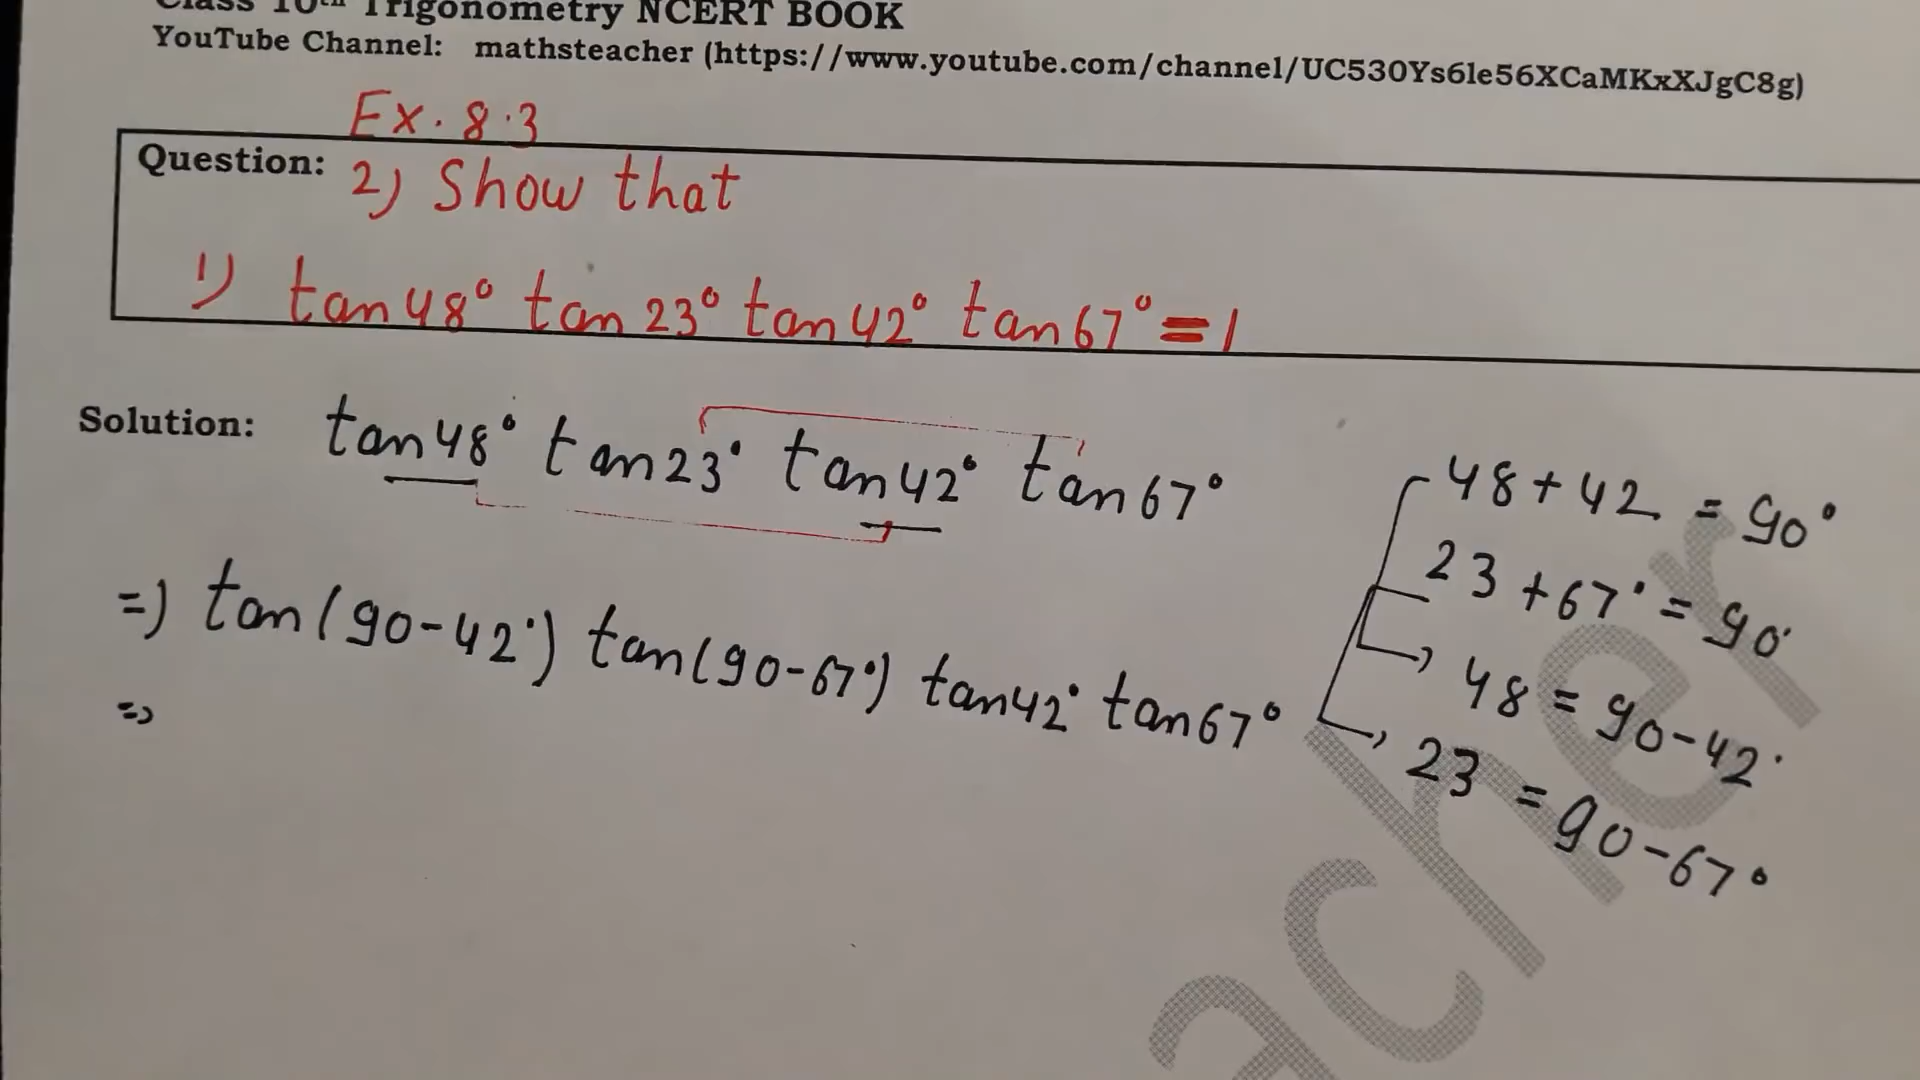 Class 10th Trigonometry NCERT BOOK
YouTube Channel: mathsteacher (https://www.youtube.com/channel/UC530Ys6le56XCaMKxXJgC8g)
Ex. 8.3
Question: 2) Show that
1) tan48° tan23° tan42° tan67° = 1
Solution: tan48° tan23° tan42° tan67°
=) tan(90-42°) tan(90-67°) tan42° tan67°
=)
48+42 = 90°
23+67° = 90°
48 = 90-42°
23 = 90-67°
acher